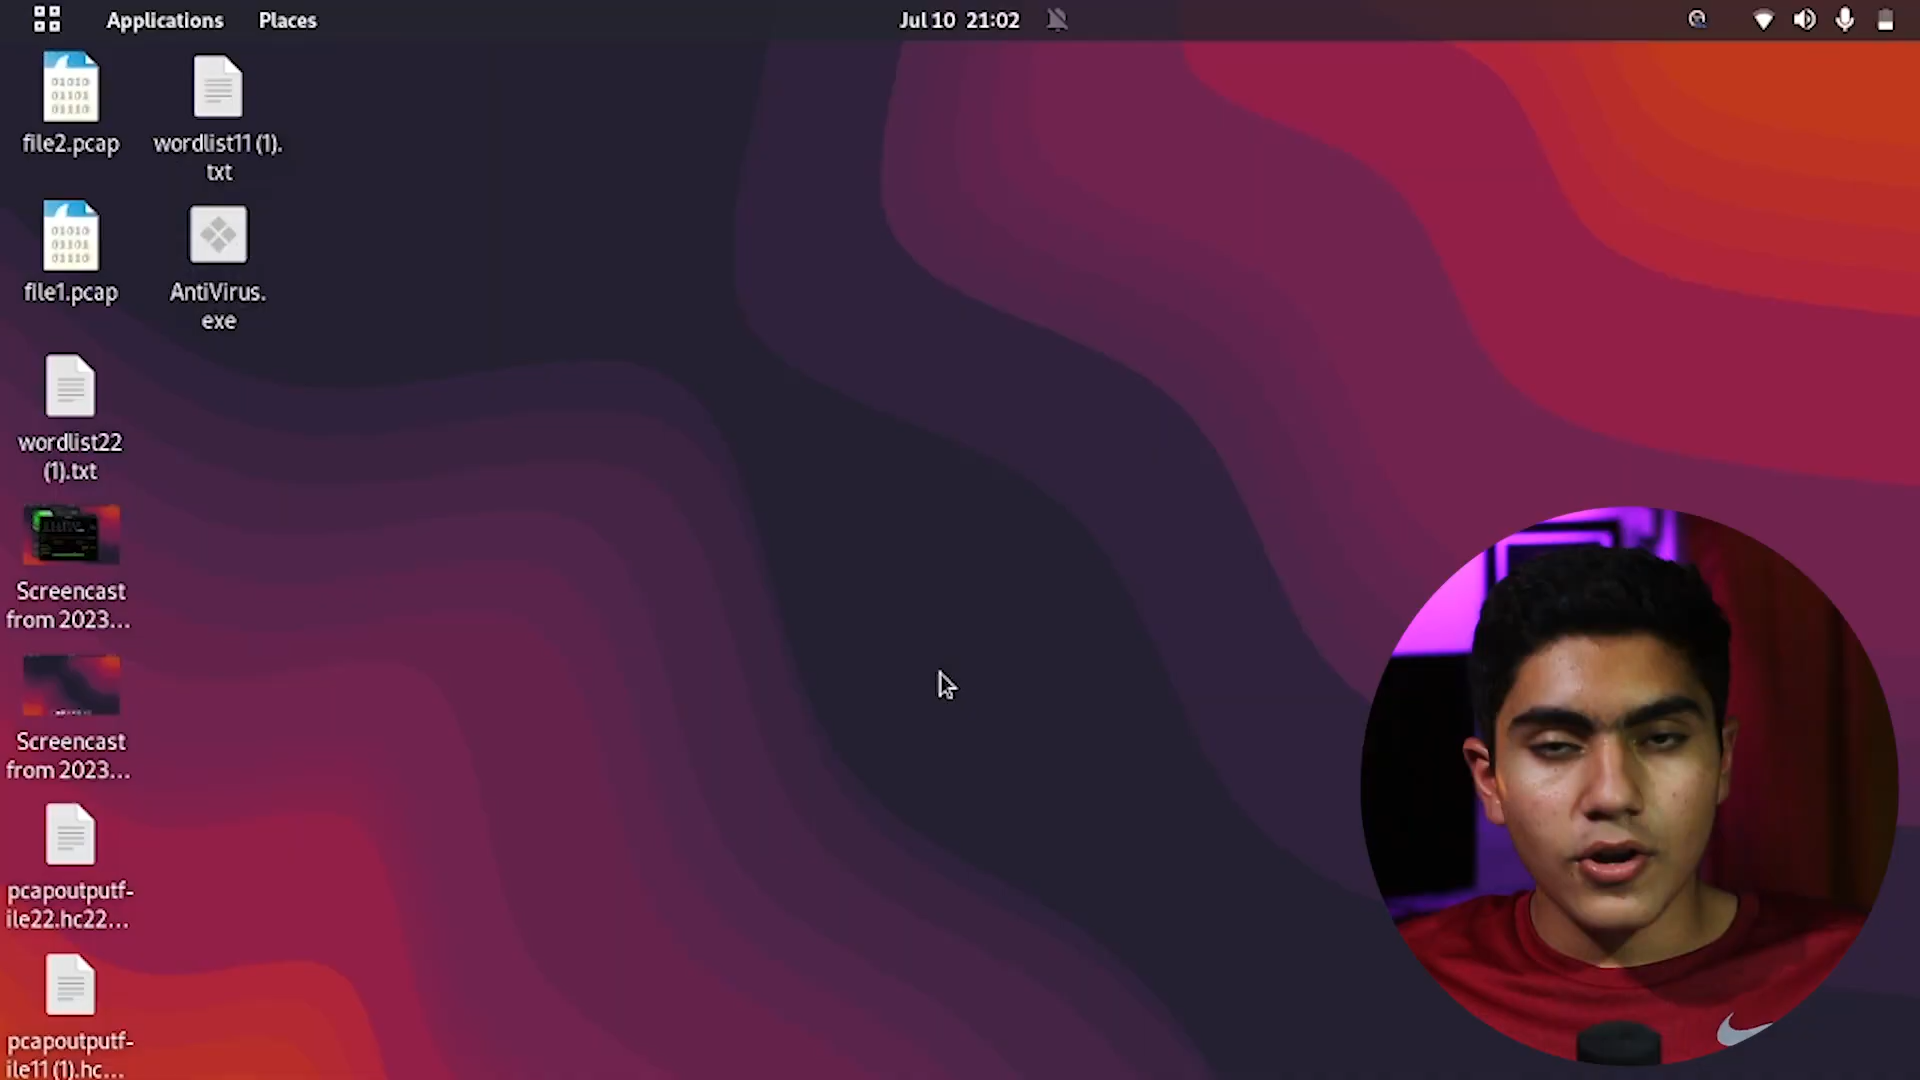 Applications Places Jul 10 21:02
file2.pcap
wordlist11 (1).
txt
file1.pcap
AntiVirus.
exe
wordlist22
(1).txt
Screencast
from 2023...
Screencast
from 2023...
pcapoutputf-
ile22.hc22...
pcapoutputf-
ile11 (1).hc...